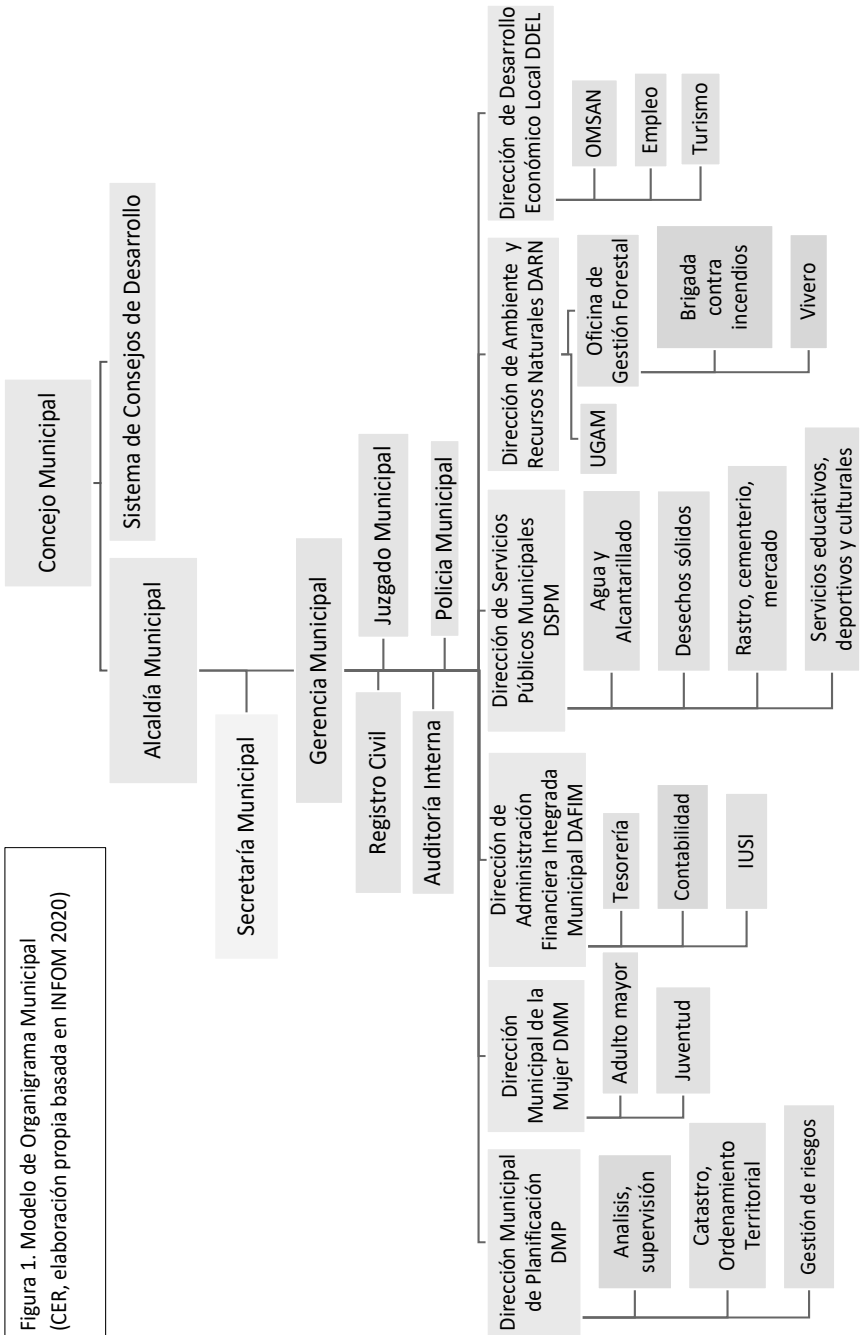 Figura 1. Modelo de Organigrama Municipal
(CER, elaboración propia basada en INFOM 2020)
Concejo Municipal
Alcaldía Municipal
Sistema de Consejos de Desarrollo
Secretaría Municipal
Gerencia Municipal
Registro Civil
Juzgado Municipal
Auditoría Interna
Policia Municipal
Dirección Municipal
de Planificación
DMP
Analisis,
supervisión
Catastro,
Ordenamiento
Territorial
Gestión de riesgos
Dirección
Municipal de la
Mujer DMM
Adulto mayor
Juventud
Dirección de
Administración
Financiera Integrada
Municipal DAFIM
Tesorería
Contabilidad
IUSI
Dirección de Servicios
Públicos Municipales
DSPM
Agua y
Alcantarillado
Desechos sólidos
Rastro, cementerio,
mercado
Servicios educativos,
deportivos y culturales
Dirección de Ambiente y
Recursos Naturales DARN
UGAM
Oficina de
Gestión Forestal
Brigada
contra
incendios
Vivero
Dirección de Desarrollo
Económico Local DDEL
OMSAN
Empleo
Turismo